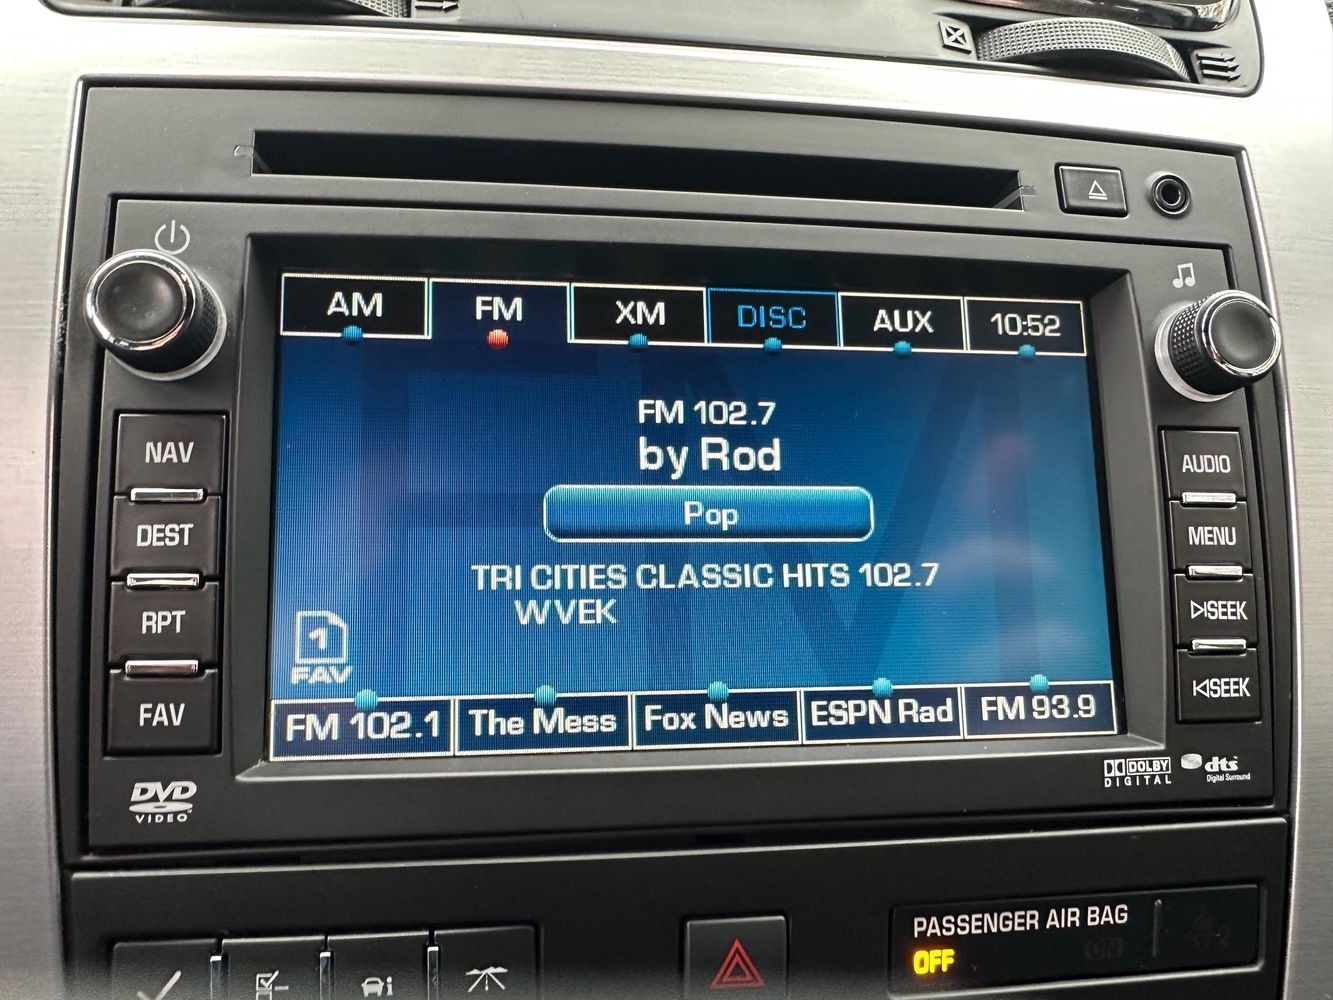 AM FM XM DISC AUX 10:52
FM 102.7
by Rod
Pop
TRI CITIES CLASSIC HITS 102.7
WVEK
1
FAV
FM 102.1 The Mess Fox News ESPN Rad FM 93.9
NAV
DEST
RPT
FAV
AUDIO
MENU
SEEK
SEEK
DVD
VIDEO
DOLBY
DIGITAL
dts
Digital Surround
PASSENGER AIR BAG
OFF
ON